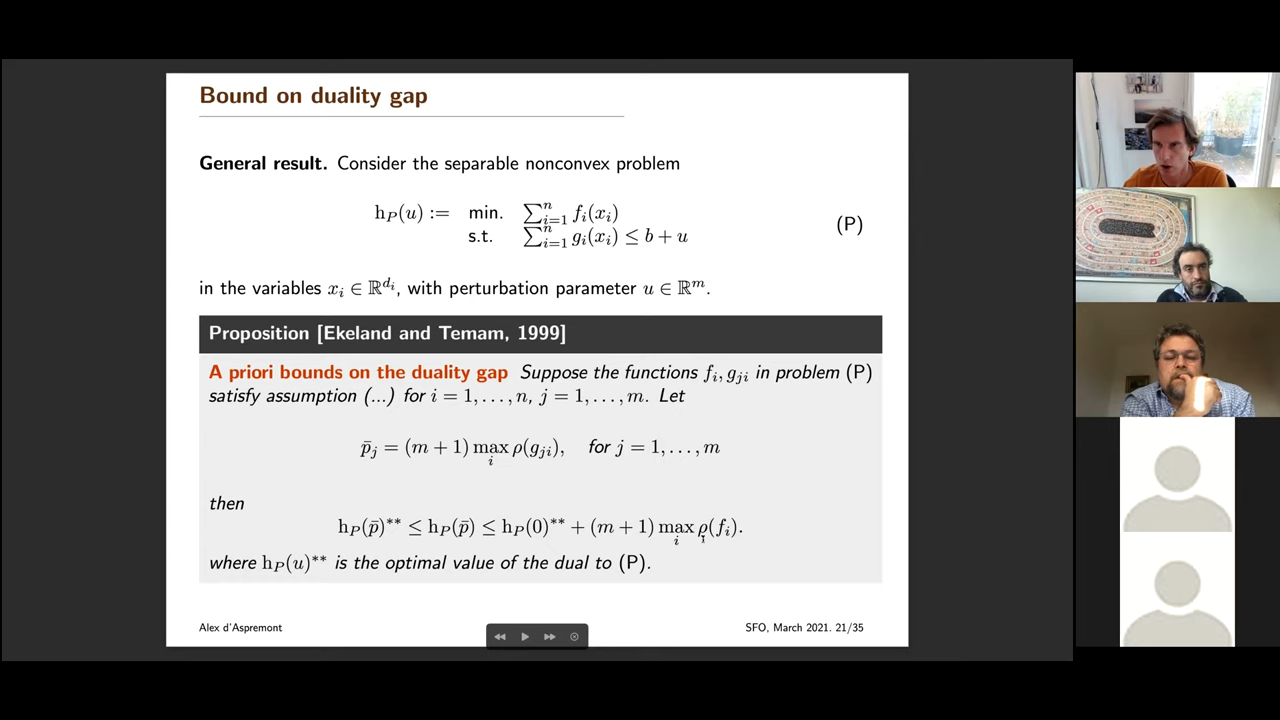 Bound on duality gap
General result. Consider the separable nonconvex problem
h_P(u) := min. ∑_{i=1}^n f_i(x_i)
s.t. ∑_{i=1}^n g_i(x_i) ≤ b + u
(P)
in the variables x_i ∈ ℝ^{d_i}, with perturbation parameter u ∈ ℝ^m.
Proposition [Ekeland and Temam, 1999]
A priori bounds on the duality gap Suppose the functions f_i, g_{ji} in problem (P)
satisfy assumption (...) for i = 1, . . . , n, j = 1, . . . , m. Let
p̄_j = (m + 1) max_i ρ(g_{ji}), for j = 1, . . . , m
then
h_P(p̄)^{**} ≤ h_P(p̄) ≤ h_P(0)^{**} + (m + 1) max_i ρ(f_i).
where h_P(u)^{**} is the optimal value of the dual to (P).
Alex d'Aspremont
SFO, March 2021. 21/35